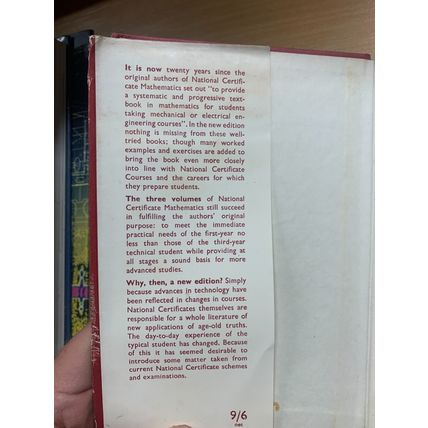 It is now twenty years since the
original authors of National Certifi-
cate Mathematics set out "to provide
a systematic and progressive text-
book in mathematics for students
taking mechanical or electrical en-
gineering courses". In the new edition
nothing is missing from these well-
tried books; though many worked
examples and exercises are added to
bring the book even more closely
into line with National Certificate
Courses and the careers for which
they prepare students.
The three volumes of National
Certificate Mathematics still succeed
in fulfilling the authors' original
purpose: to meet the immediate
practical needs of the first-year no
less than those of the third-year
technical student while providing at
all stages a sound basis for more
advanced studies.
Why, then, a new edition? Simply
because advances in technology have
been reflected in changes in courses.
National Certificates themselves are
responsible for a whole literature of
new applications of age-old truths.
The day-to-day experience of the
typical student has changed. Because
of this it has seemed desirable to
introduce some matter taken from
current National Certificate schemes
and examinations.
9/6
net